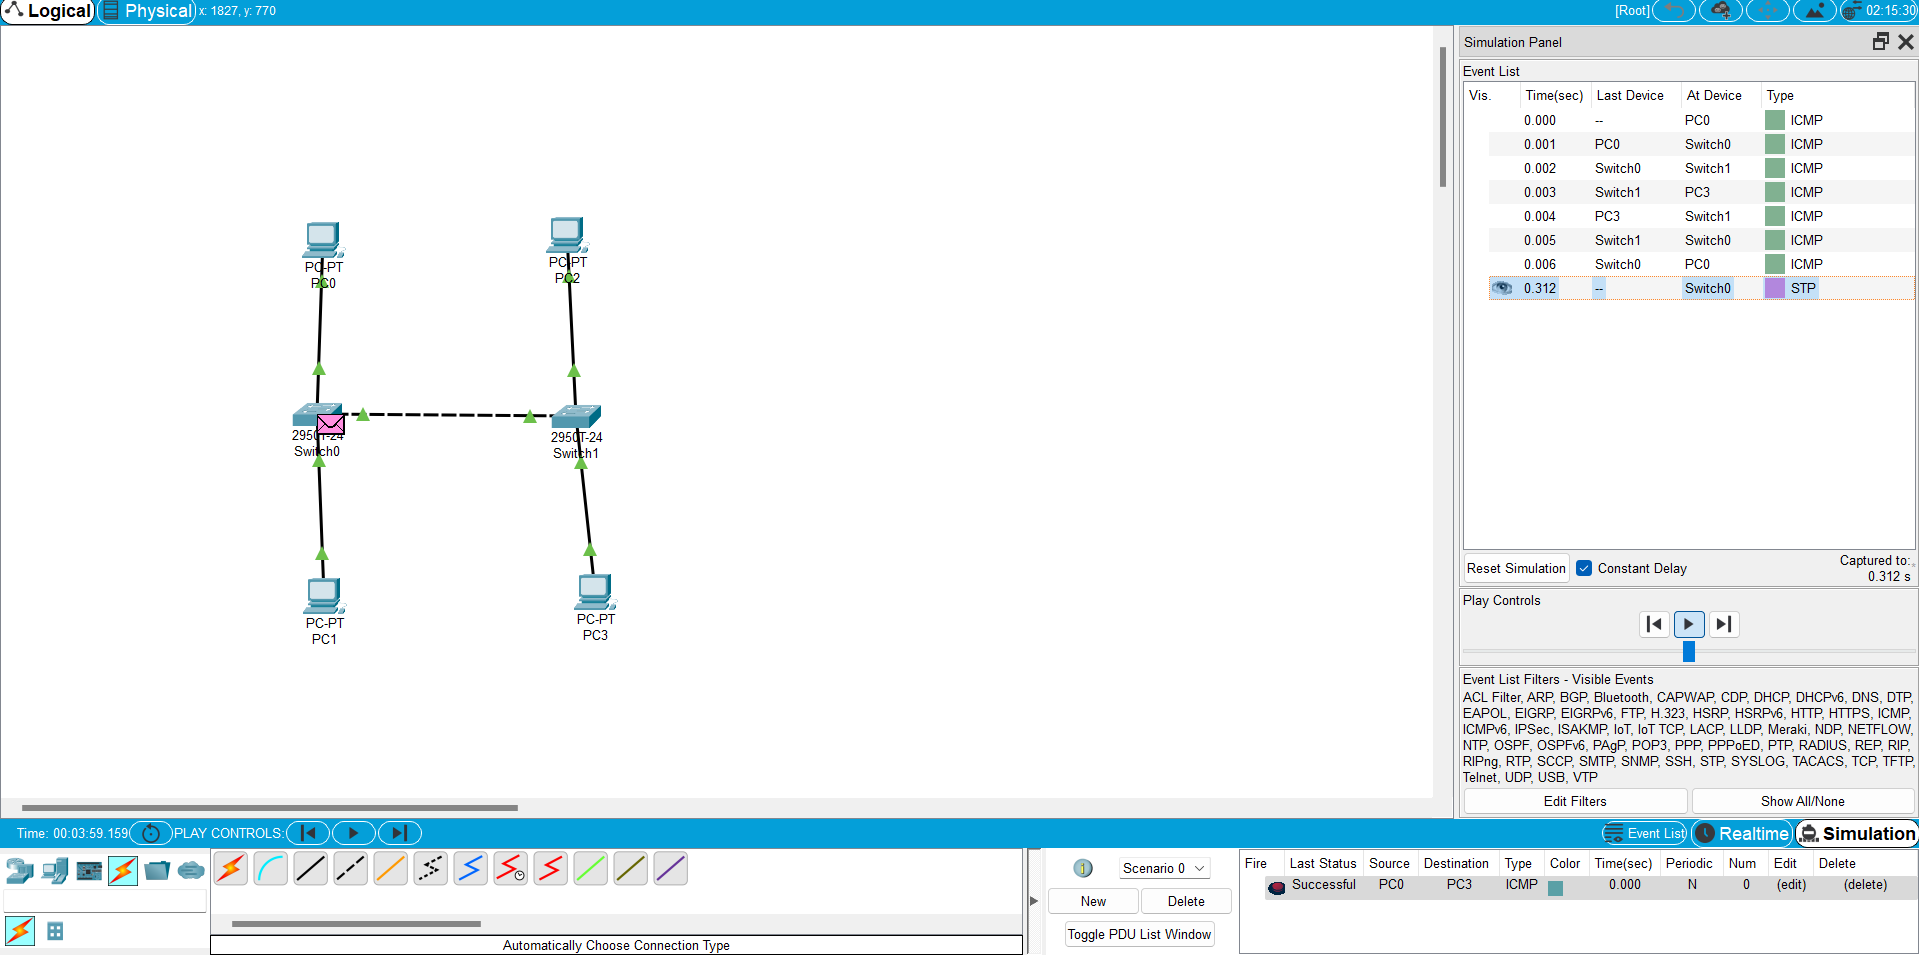 Logical Physical x: 1827, y: 770 [Root] 02:15:30
Simulation Panel
Event List
Vis. Time(sec) Last Device At Device Type
0.000 -- PC0 ICMP
0.001 PC0 Switch0 ICMP
0.002 Switch0 Switch1 ICMP
0.003 Switch1 PC3 ICMP
0.004 PC3 Switch1 ICMP
0.005 Switch1 Switch0 ICMP
0.006 Switch0 PC0 ICMP
0.312 -- Switch0 STP
PC-PT
PC0
PC-PT
PC2
2950T-24
Switch0
2950T-24
Switch1
PC-PT
PC1
PC-PT
PC3
Reset Simulation Constant Delay Captured to:
0.312 s
Play Controls
Event List Filters - Visible Events
ACL Filter, ARP, BGP, Bluetooth, CAPWAP, CDP, DHCP, DHCPv6, DNS, DTP,
EAPOL, EIGRP, EIGRPv6, FTP, H.323, HSRP, HSRPv6, HTTP, HTTPS, ICMP,
ICMPv6, IPSec, ISAKMP, IoT, IoT TCP, LACP, LLDP, Meraki, NDP, NETFLOW,
NTP, OSPF, OSPFv6, PAgP, POP3, PPP, PPPoED, PTP, RADIUS, REP, RIP,
RIPng, RTP, SCCP, SMTP, SNMP, SSH, STP, SYSLOG, TACACS, TCP, TFTP,
Telnet, UDP, USB, VTP
Edit Filters Show All/None
Time: 00:03:59.159 PLAY CONTROLS: Event List Realtime Simulation
Scenario 0
New Delete
Toggle PDU List Window
Fire Last Status Source Destination Type Color Time(sec) Periodic Num Edit Delete
Successful PC0 PC3 ICMP 0.000 N 0 (edit) (delete)
Automatically Choose Connection Type